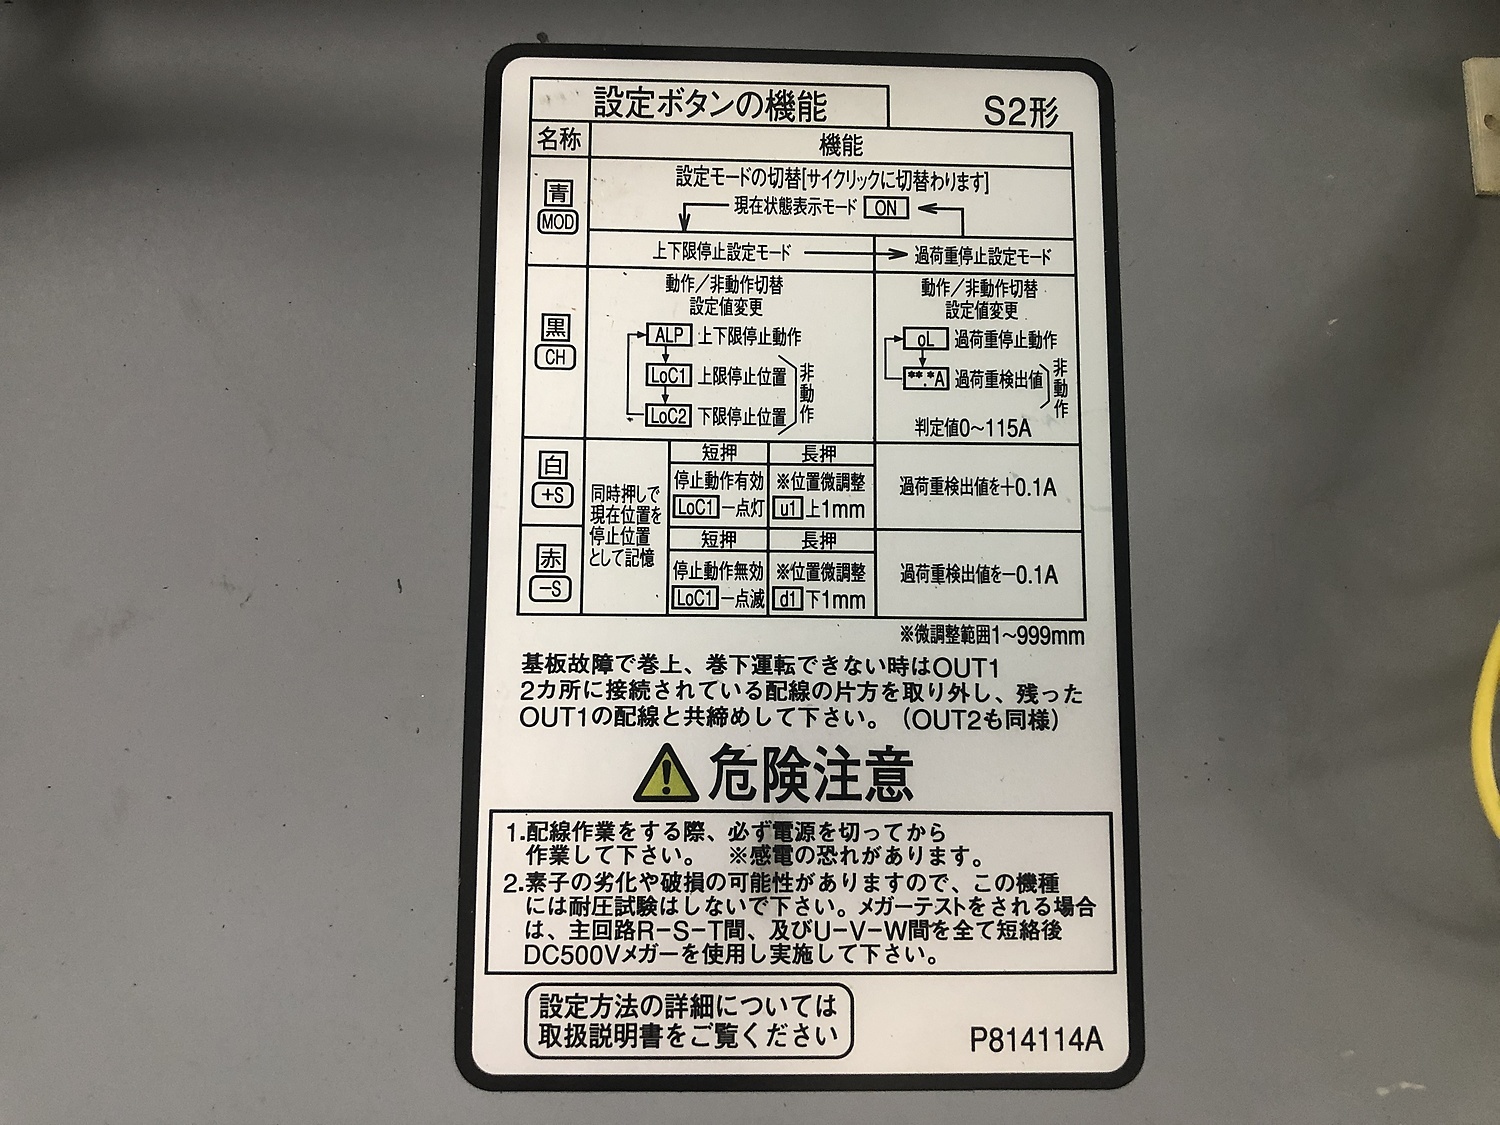 設定ボタンの機能
S2形
名称
機能
青
MOD
設定モードの切替[サイクリックに切替わります]
現在状態表示モード ON
上下限停止設定モード
過荷重停止設定モード
黒
CH
動作／非動作切替
設定値変更
ALP 上下限停止動作
LoC1 上限停止位置
LoC2 下限停止位置
非動作
動作／非動作切替
設定値変更
oL 過荷重停止動作
**.*A 過荷重検出値
非動作
判定値0～115A
白
+S
赤
−S
同時押しで
現在位置を
停止位置
として記憶
短押
長押
停止動作有効
LoC1 一点灯
※位置微調整
u1 上1mm
過荷重検出値を＋0.1A
短押
長押
停止動作無効
LoC1 一点滅
※位置微調整
d1 下1mm
過荷重検出値を－0.1A
※微調整範囲1～999mm
基板故障で巻上、巻下運転できない時はOUT1
2カ所に接続されている配線の片方を取り外し、残った
OUT1の配線と共締めして下さい。（OUT2も同様）
危険注意
1.配線作業をする際、必ず電源を切ってから
作業して下さい。 ※感電の恐れがあります。
2.素子の劣化や破損の可能性がありますので、この機種
には耐圧試験はしないで下さい。メガーテストをされる場合
は、主回路R－S－T間、及びU－V－W間を全て短絡後
DC500Vメガーを使用し実施して下さい。
設定方法の詳細については
取扱説明書をご覧ください
P814114A